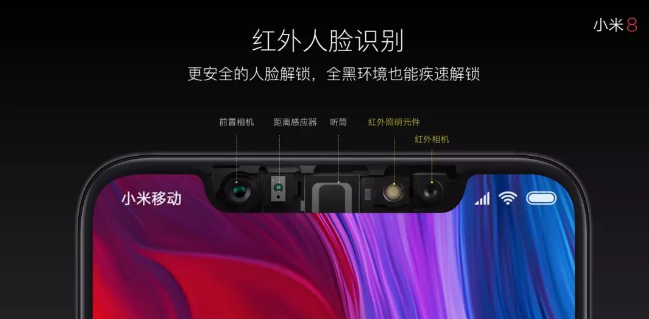 小米8
红外人脸识别
更安全的人脸解锁，全黑环境也能疾速解锁
前置相机 距离感应器 听筒 红外照明元件
红外相机
小米移动